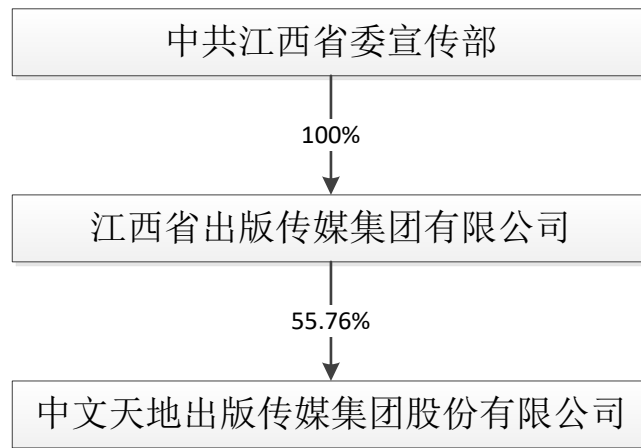 中共江西省委宣传部
100%
江西省出版传媒集团有限公司
55.76%
中文天地出版传媒集团股份有限公司